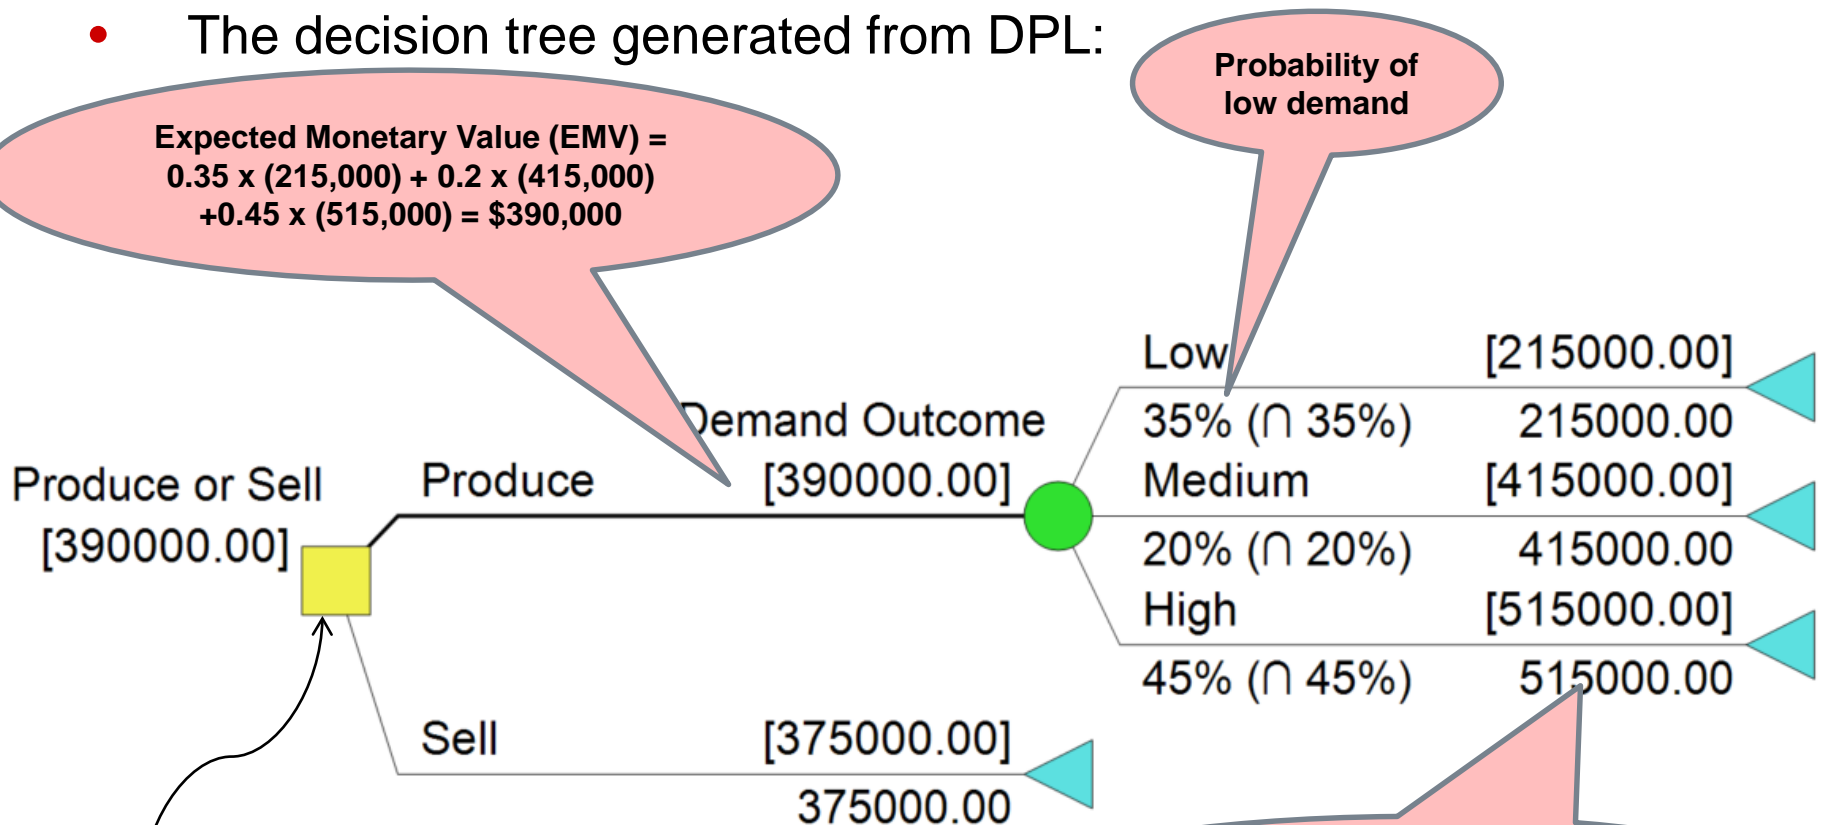 • The decision tree generated from DPL:
Probability of
low demand
Expected Monetary Value (EMV) =
0.35 x (215,000) + 0.2 x (415,000)
+0.45 x (515,000) = $390,000
Low [215000.00]
35% (∩ 35%) 215000.00
Demand Outcome
Produce or Sell
[390000.00]
Produce [390000.00]
Medium [415000.00]
20% (∩ 20%) 415000.00
High [515000.00]
45% (∩ 45%) 515000.00
Sell [375000.00]
375000.00